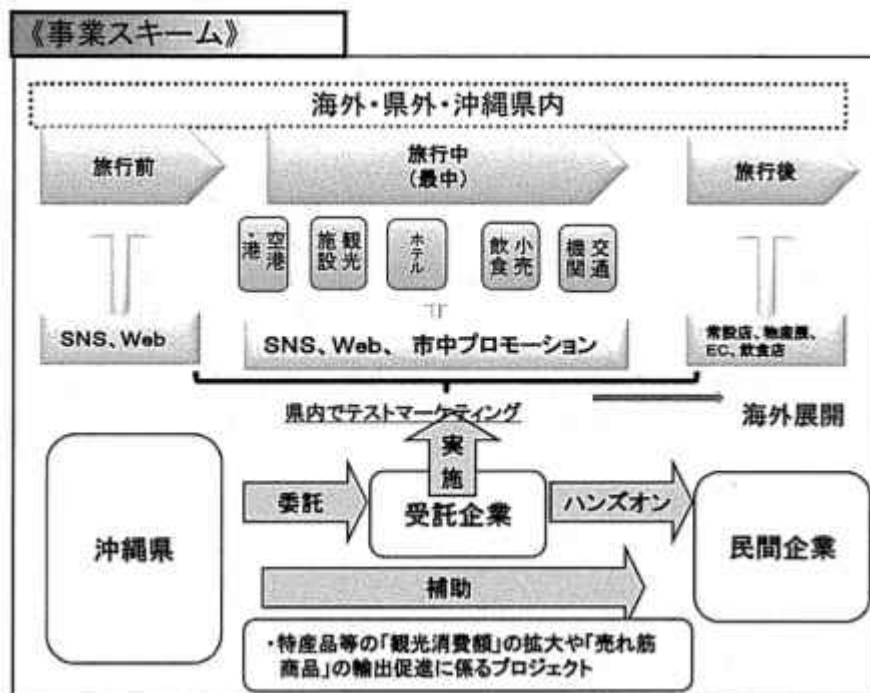 《事業スキーム》
海外・県外・沖縄県内
旅行前
旅行中
(最中)
旅行後
空港
・港
観光
施設
ホテル
小売
飲食
交通
機関
SNS、Web
SNS、Web、 市中プロモーション
常設店、物産展、
EC、飲食店
県内でテストマーケティング
海外展開
実施
沖縄県
委託
受託企業
ハンズオン
民間企業
補助
・特産品等の「観光消費額」の拡大や「売れ筋
商品」の輸出促進に係るプロジェクト